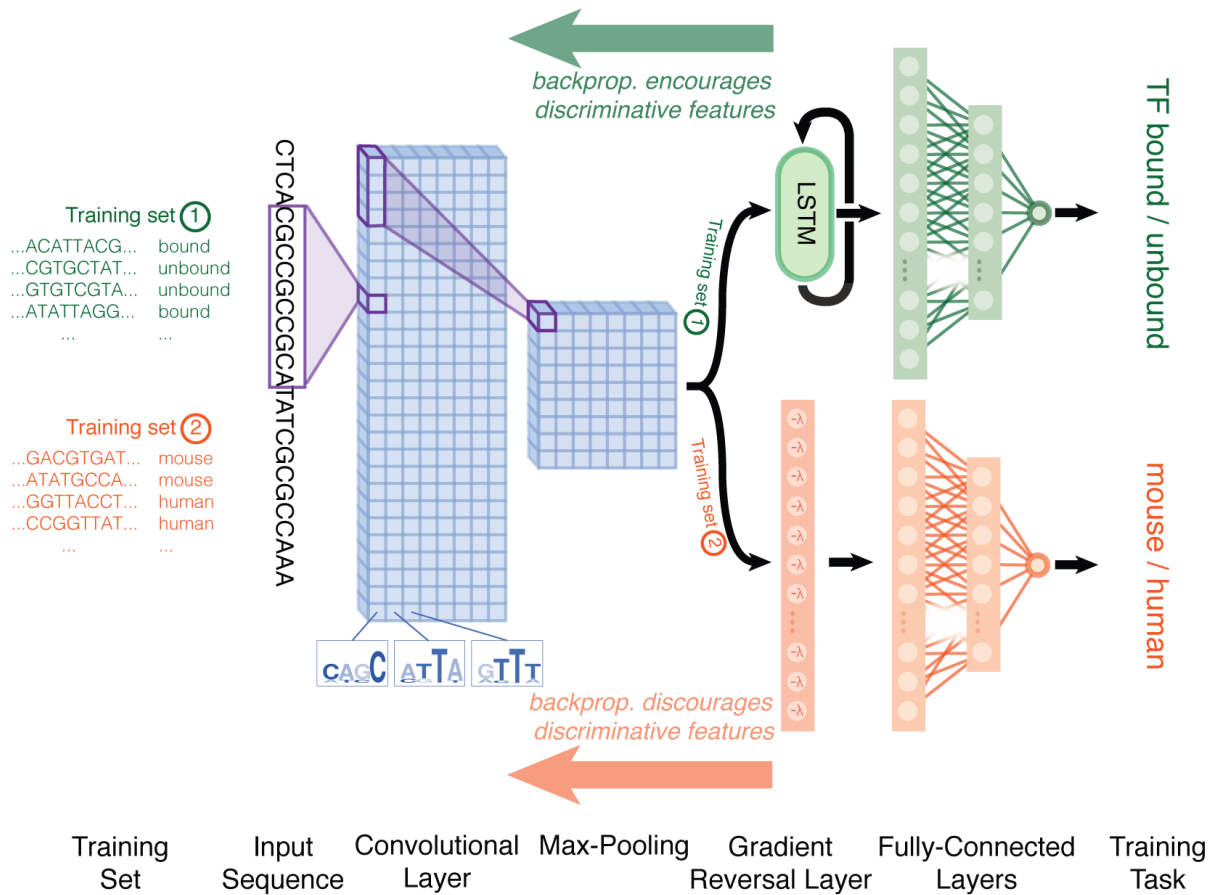 backprop. encourages
discriminative features
Training set 1
...ACATTACG... bound
...CGTGCTAT... unbound
...GTGTCGTA... unbound
...ATATTAGG... bound
... ...
Training set 2
...GACGTGAT... mouse
...ATATGCCA... mouse
...GGTTACCT... human
...CCGGTTAT... human
... ...
CTCACGCCGCCGCATATCGCGCCAAA
CAGC
ATTA
GTTT
Training set 1
Training set 2
LSTM
-λ
-λ
-λ
-λ
-λ
-λ
-λ
-λ
-λ
-λ
TF bound / unbound
mouse / human
backprop. discourages
discriminative features
Training Set
Input Sequence
Convolutional Layer
Max-Pooling
Gradient Reversal Layer
Fully-Connected Layers
Training Task